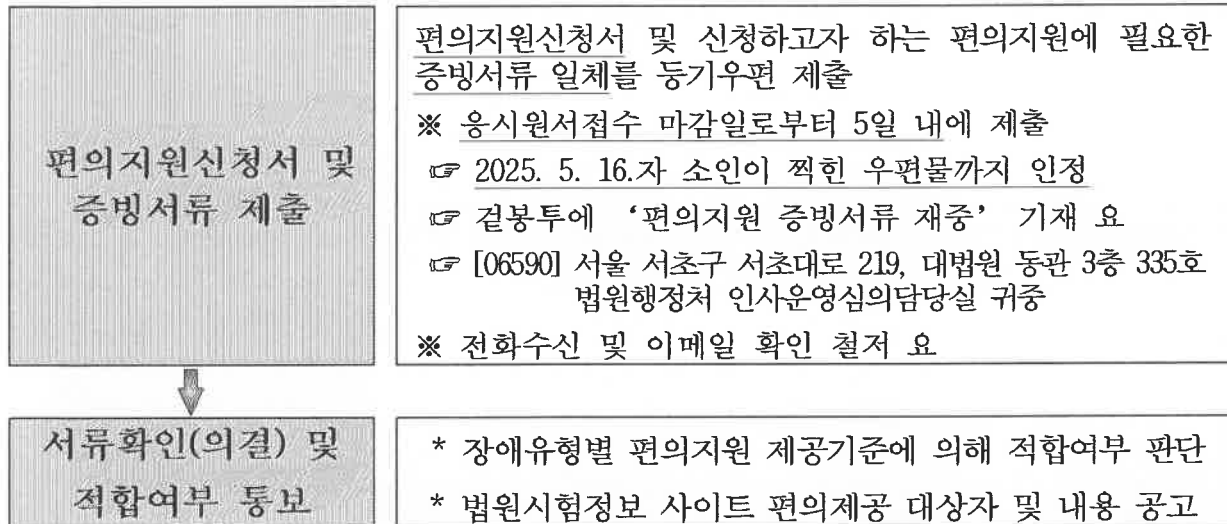 편의지원신청서 및
증빙서류 제출
편의지원신청서 및 신청하고자 하는 편의지원에 필요한
증빙서류 일체를 등기우편 제출
※ 응시원서접수 마감일로부터 5일 내에 제출
☞ 2025. 5. 16.자 소인이 찍힌 우편물까지 인정
☞ 겉봉투에 ‘편의지원 증빙서류 재중’ 기재 요
☞ [06590] 서울 서초구 서초대로 219, 대법원 동관 3층 335호
법원행정처 인사운영심의담당실 귀중
※ 전화수신 및 이메일 확인 철저 요
서류확인(의결) 및
적합여부 통보
* 장애유형별 편의지원 제공기준에 의해 적합여부 판단
* 법원시험정보 사이트 편의제공 대상자 및 내용 공고